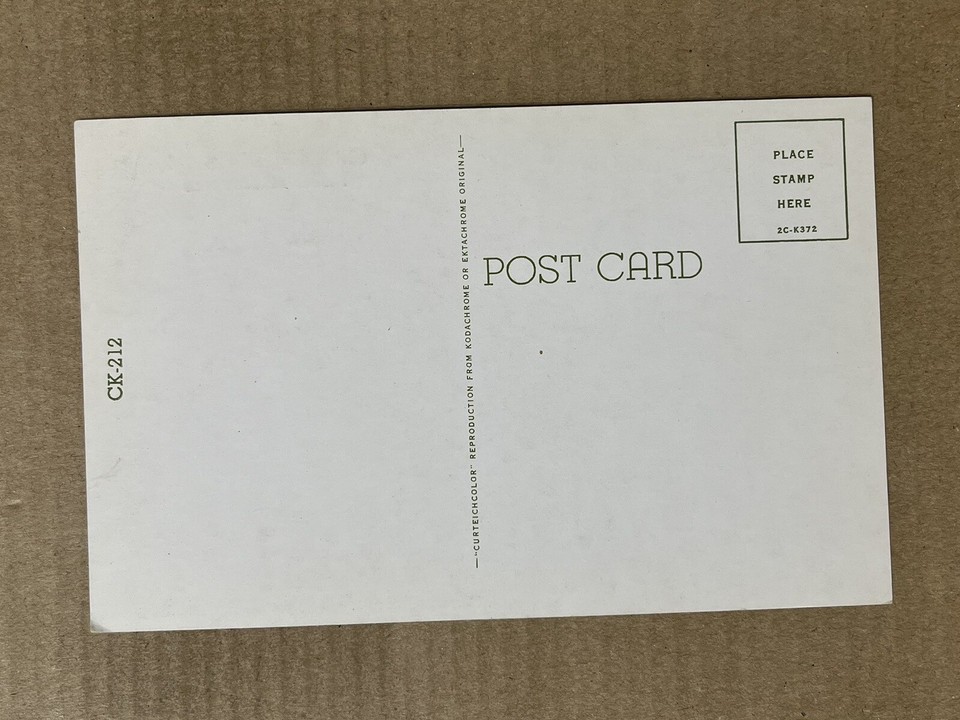 CK-212
—"CURTEICHCOLOR" REPRODUCTION FROM KODACHROME OR EKTACHROME ORIGINAL—
POST CARD
PLACE
STAMP
HERE
2C-K372